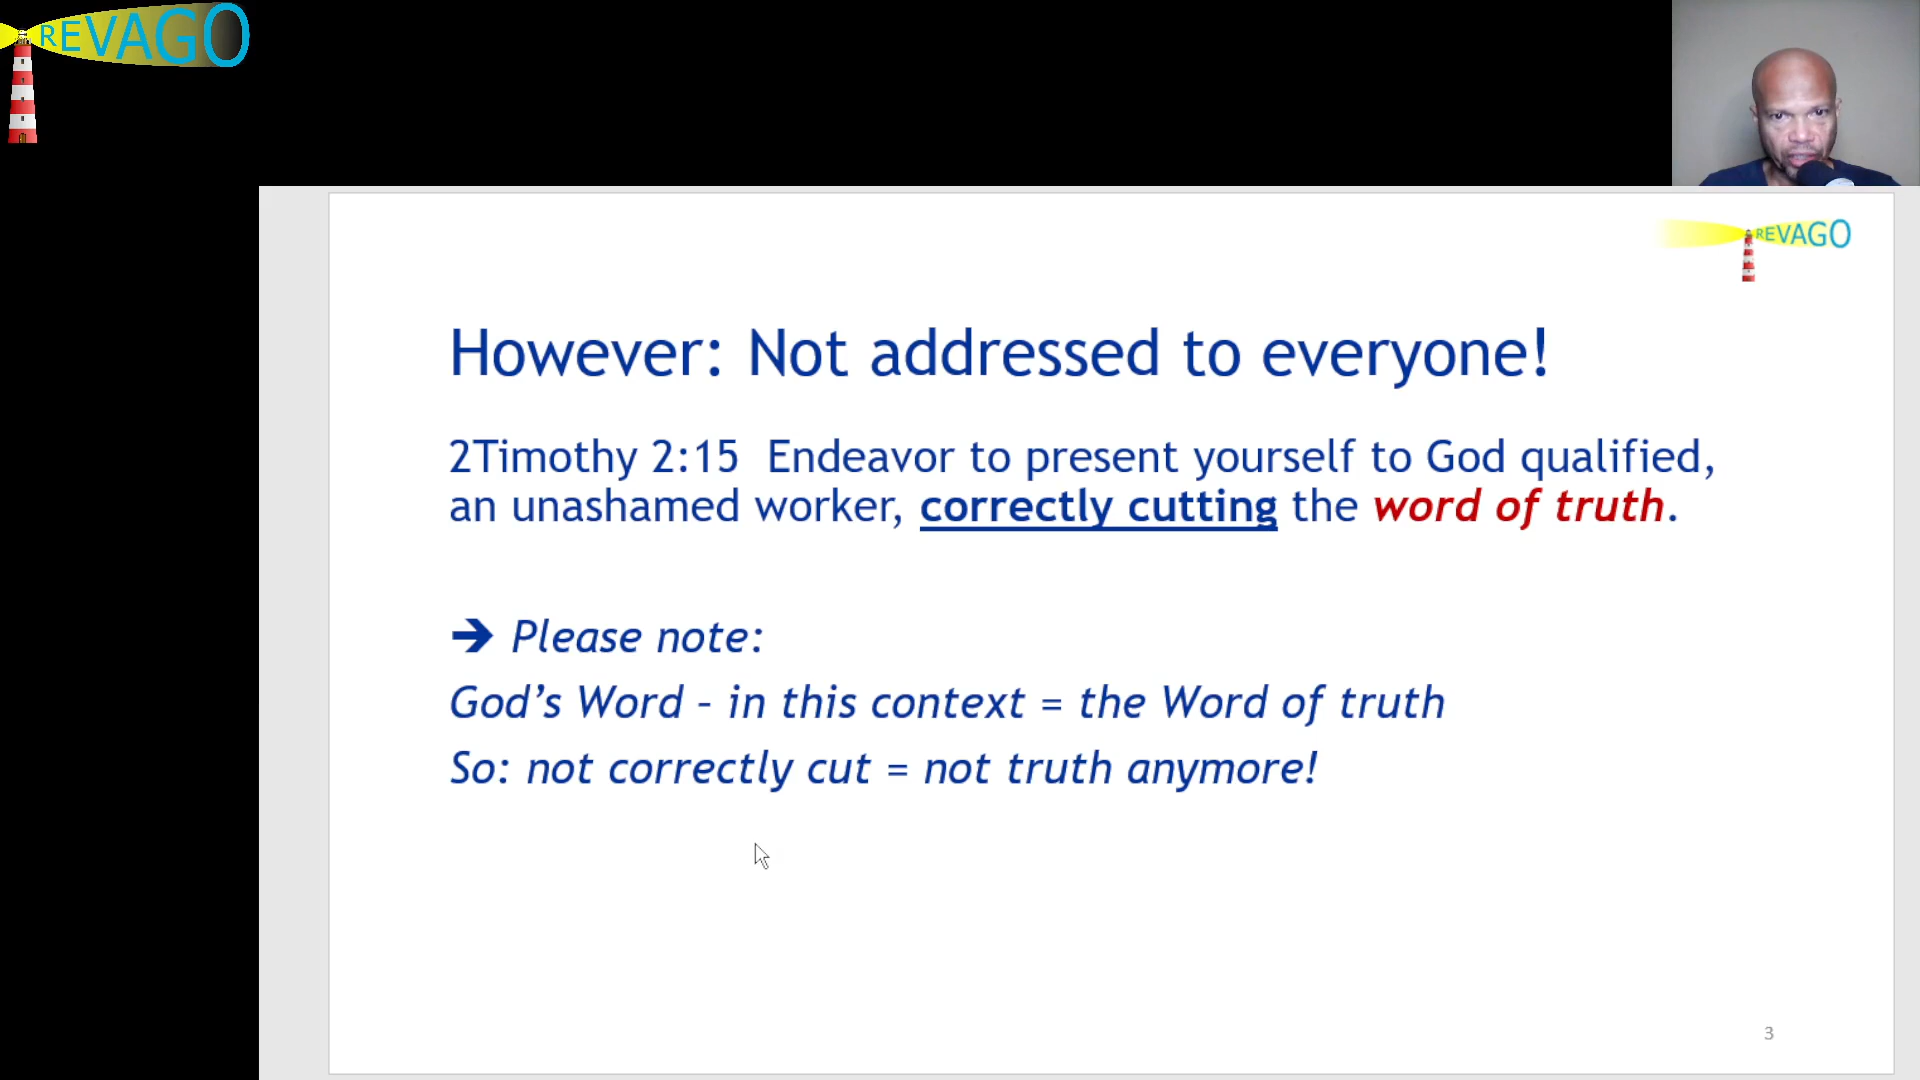 REVAGO
REVAGO
However: Not addressed to everyone!
2Timothy 2:15  Endeavor to present yourself to God qualified,
an unashamed worker, correctly cutting the word of truth.
➔ Please note:
God’s Word – in this context = the Word of truth
So: not correctly cut = not truth anymore!
3